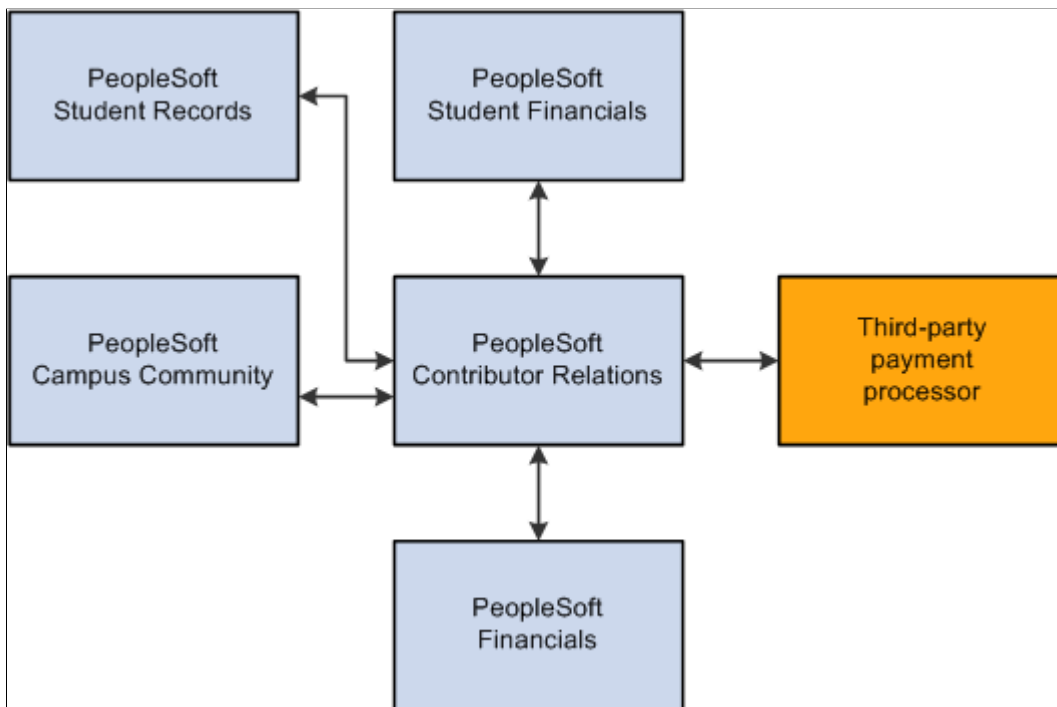 PeopleSoft
Student Records
PeopleSoft
Student Financials
PeopleSoft
Campus Community
PeopleSoft
Contributor Relations
Third-party
payment
processor
PeopleSoft
Financials